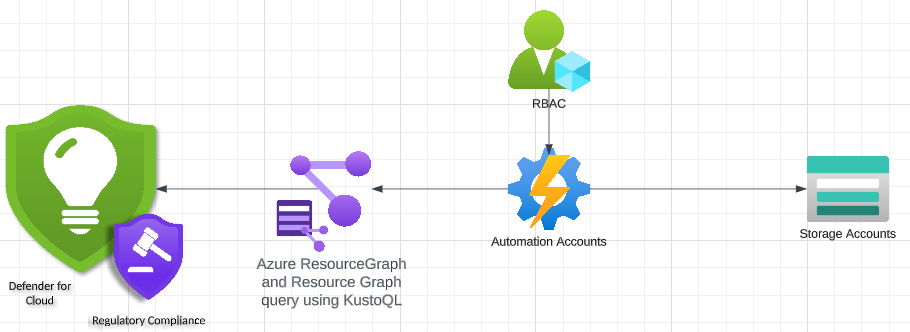 RBAC
Defender for
Cloud
Regulatory Compliance
Azure ResourceGraph
and Resource Graph
query using KustoQL
Automation Accounts
Storage Accounts